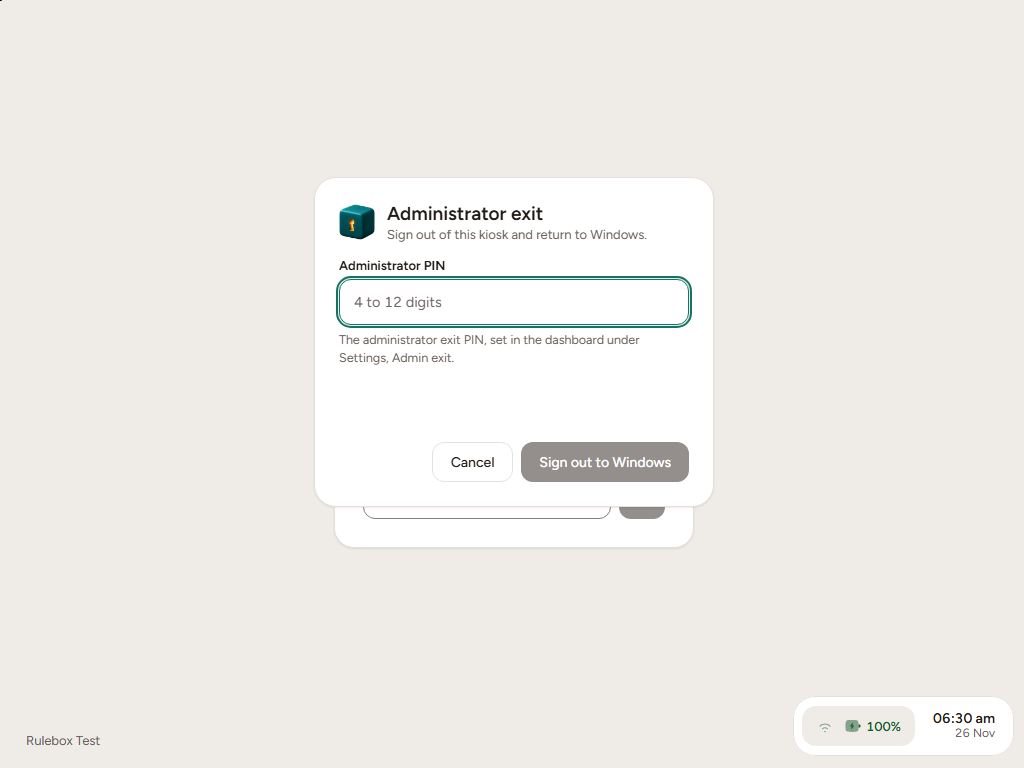 Administrator exit
Sign out of this kiosk and return to Windows.
Administrator PIN
4 to 12 digits
The administrator exit PIN, set in the dashboard under
Settings, Admin exit.
Cancel
Sign out to Windows
Rulebox Test
100%
06:30 am
26 Nov